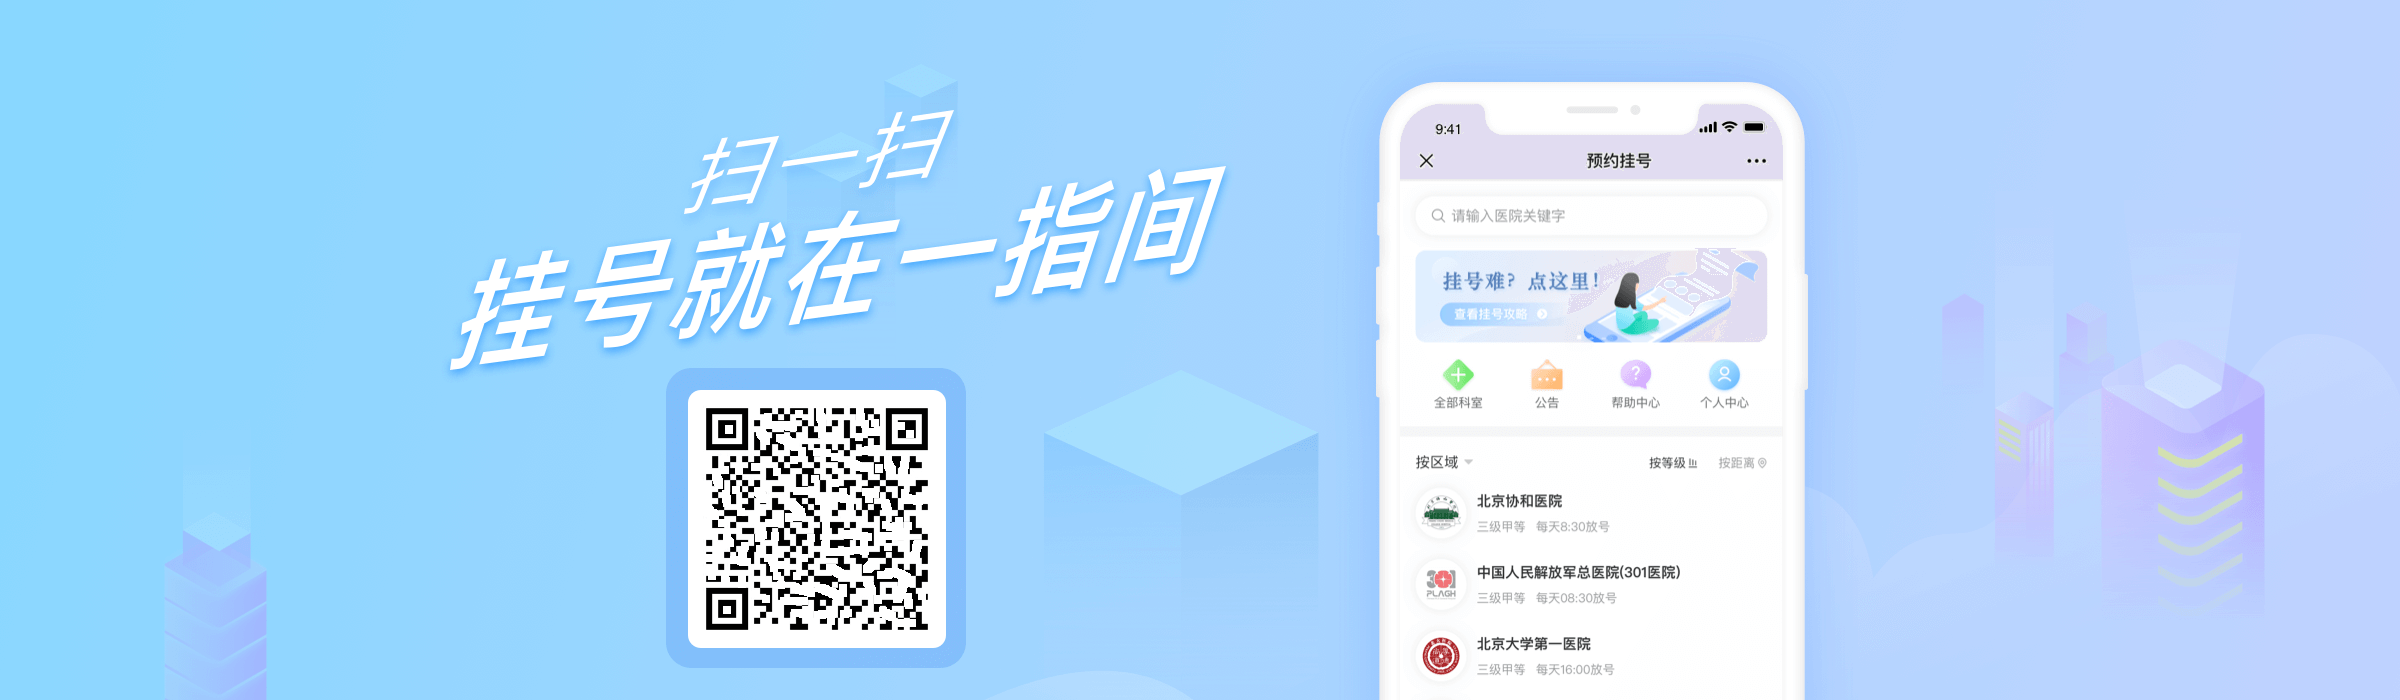 扫一扫
挂号就在一指间
9:41
预约挂号
请输入医院关键字
挂号难？点这里！
查看挂号攻略
全部科室 公告 帮助中心 个人中心
按区域 按等级 按距离
北京协和医院
三级甲等 每天8:30放号
中国人民解放军总医院(301医院)
三级甲等 每天08:30放号
301
PLAGH
北京大学第一医院
三级甲等 每天16:00放号